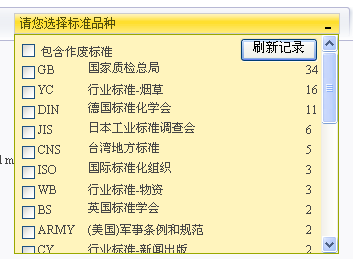 请您选择标准品种
包含作废标准 刷新记录
GB 国家质检总局 34
YC 行业标准-烟草 16
DIN 德国标准化学会 11
JIS 日本工业标准调查会 6
CNS 台湾地方标准 5
ISO 国际标准化组织 3
WB 行业标准-物资 3
BS 英国标准学会 2
ARMY (美国)军事条例和规范 2
CY 行业标准-新闻出版 2